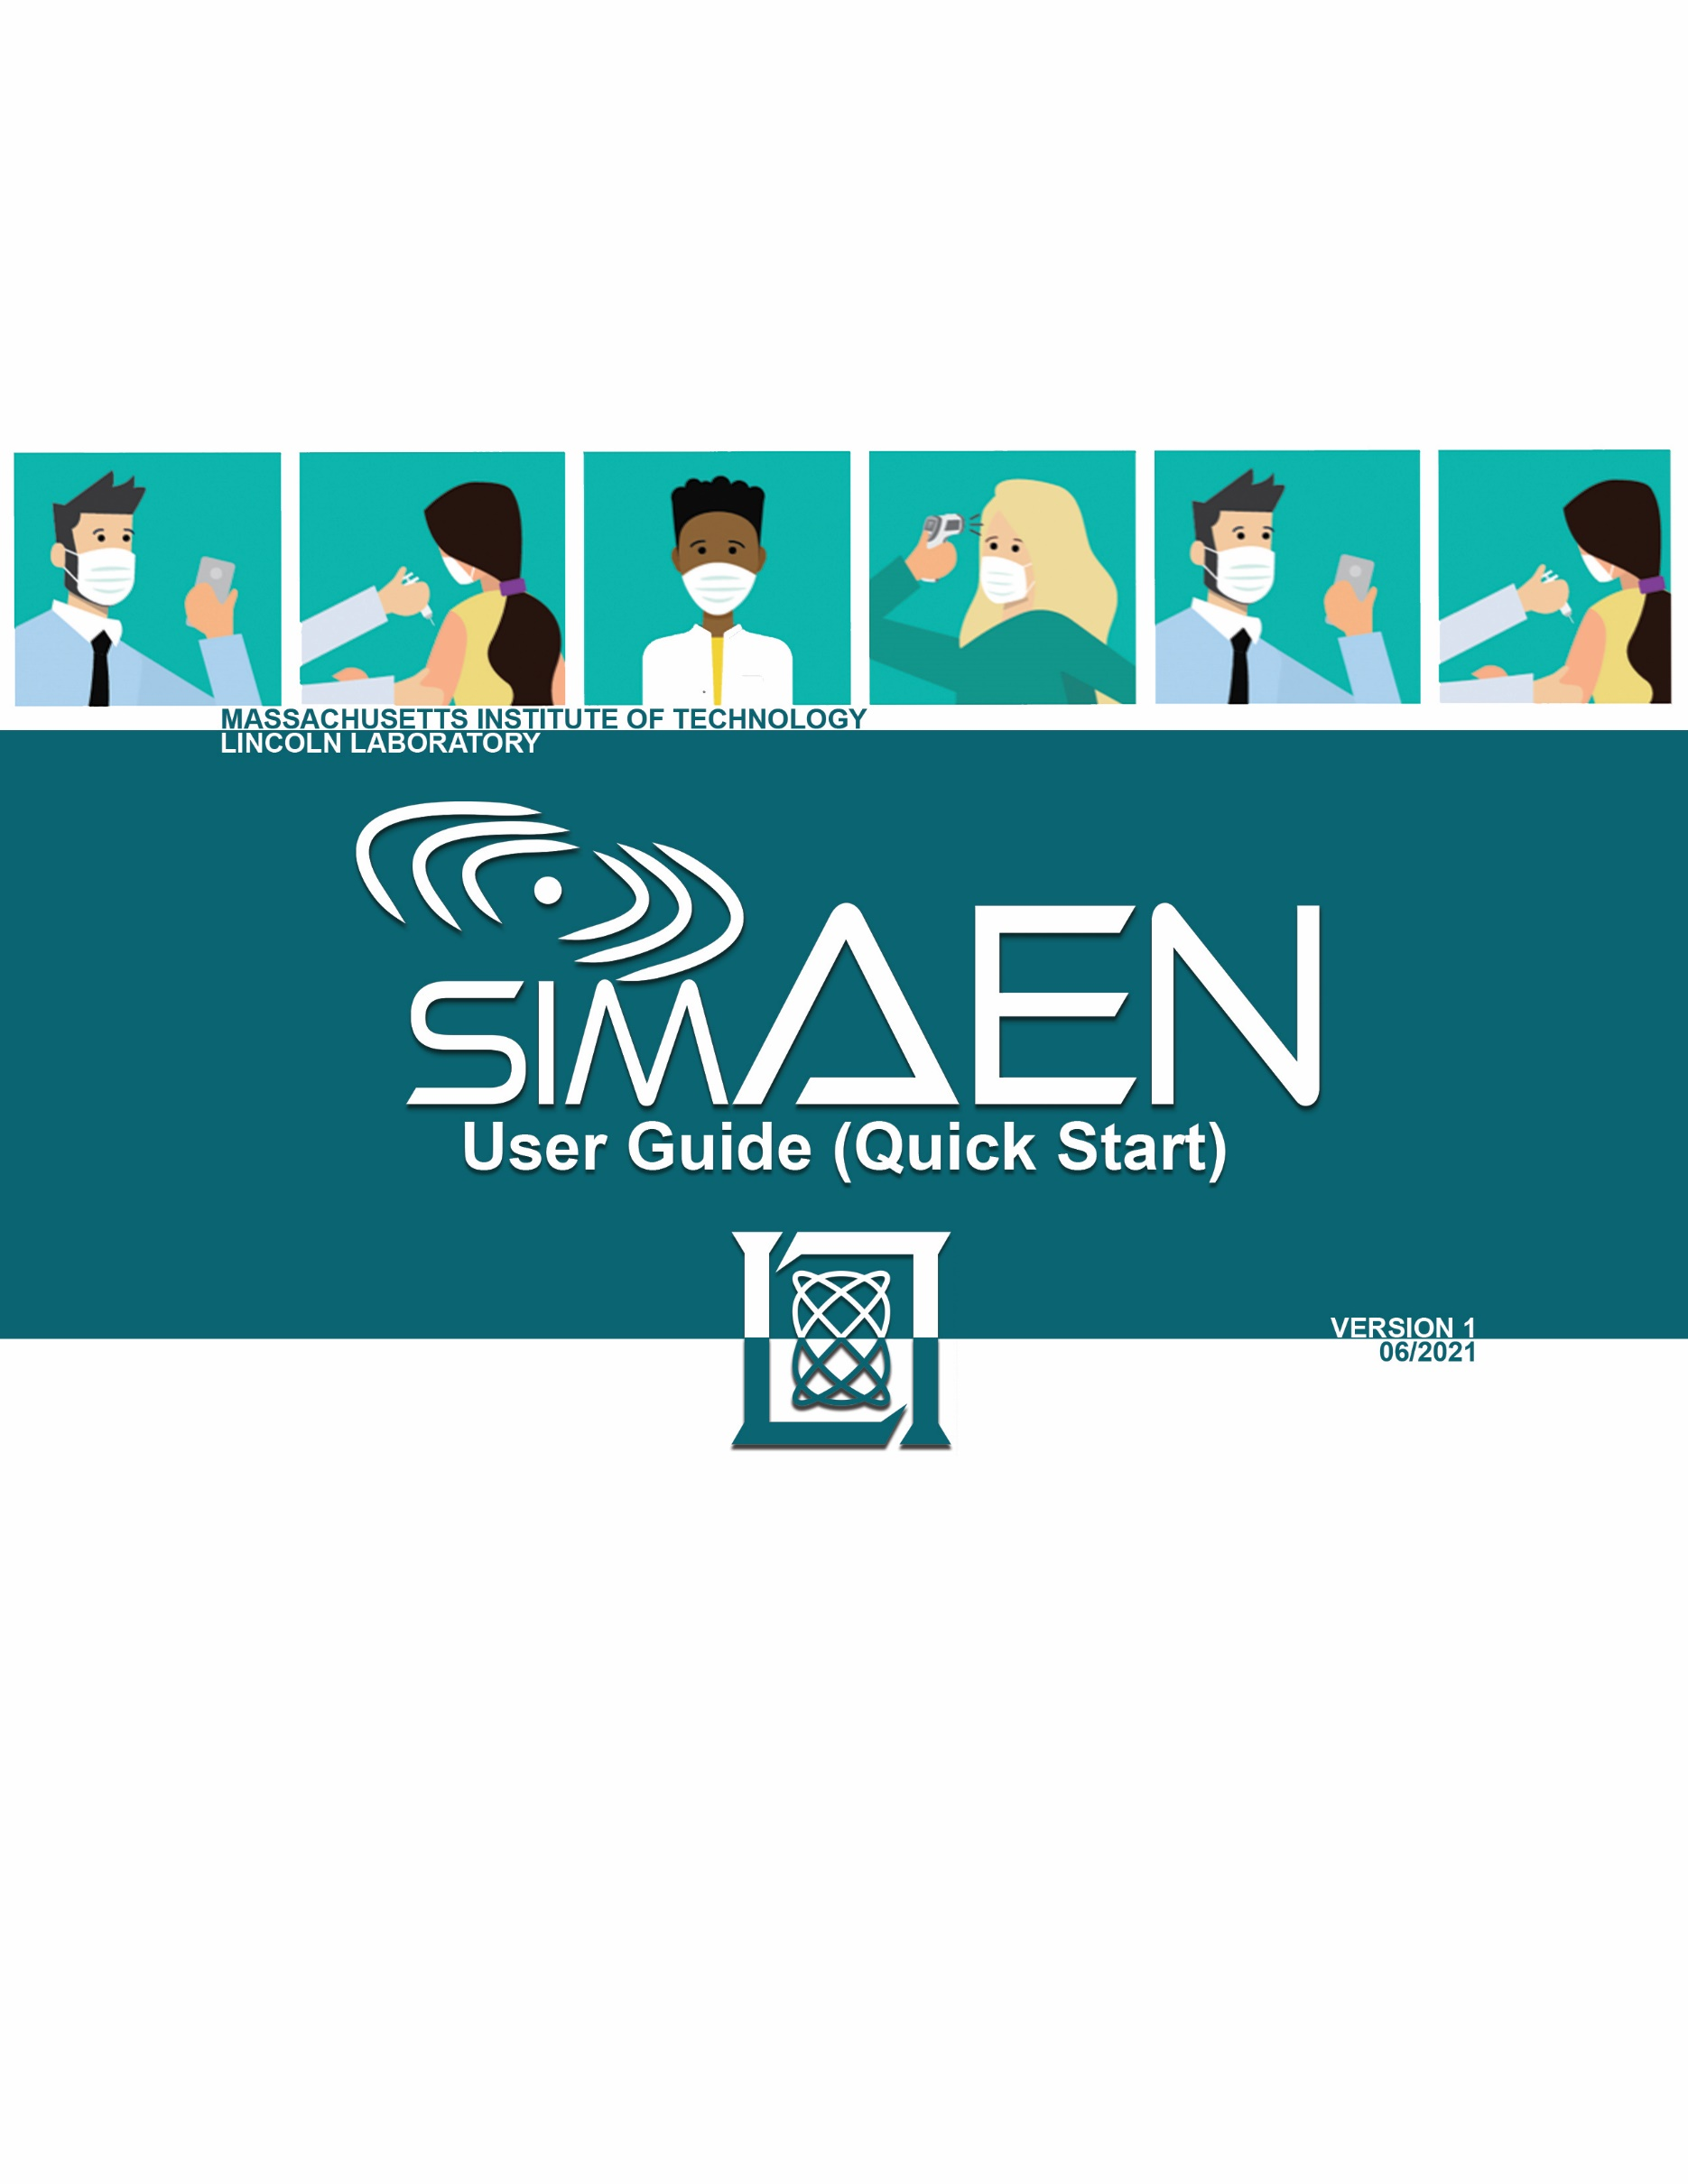 MASSACHUSETTS INSTITUTE OF TECHNOLOGY
LINCOLN LABORATORY
SIMAEN
User Guide (Quick Start)
VERSION 1
06/2021